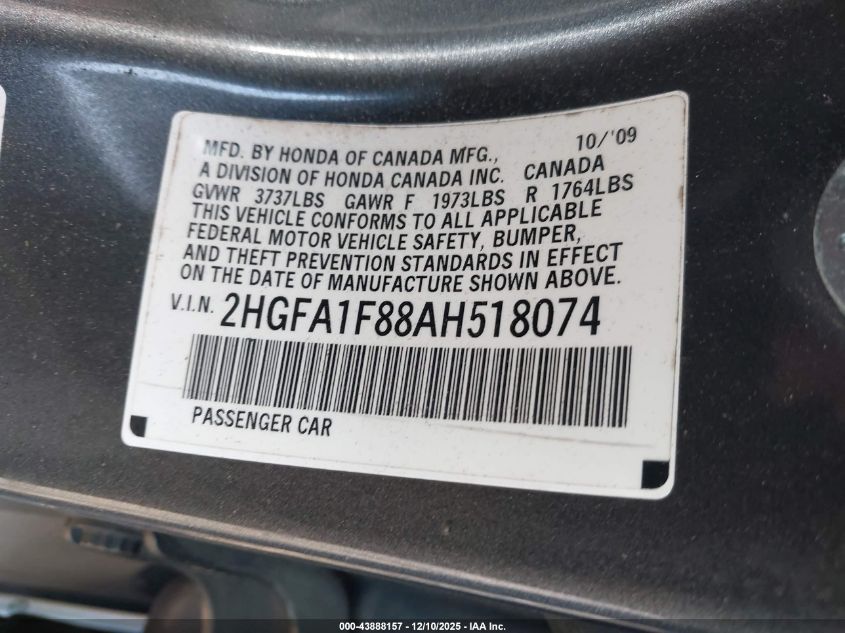 MFD. BY HONDA OF CANADA MFG., 10/'09
A DIVISION OF HONDA CANADA INC. CANADA
GVWR 3737LBS GAWR F 1973LBS R 1764LBS
THIS VEHICLE CONFORMS TO ALL APPLICABLE
FEDERAL MOTOR VEHICLE SAFETY, BUMPER,
AND THEFT PREVENTION STANDARDS IN EFFECT
ON THE DATE OF MANUFACTURE SHOWN ABOVE.
V.I.N. 2HGFA1F88AH518074
PASSENGER CAR
000-43888157 - 12/10/2025 - IAA Inc.